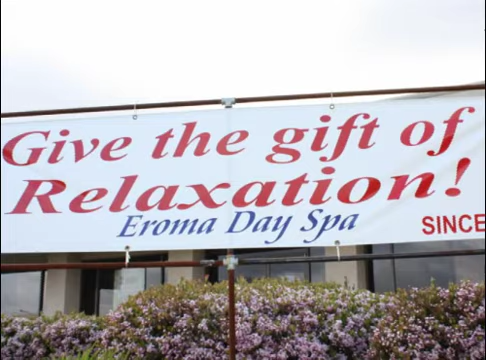 Give the gift of
Relaxation!
Eroma Day Spa
SINCE